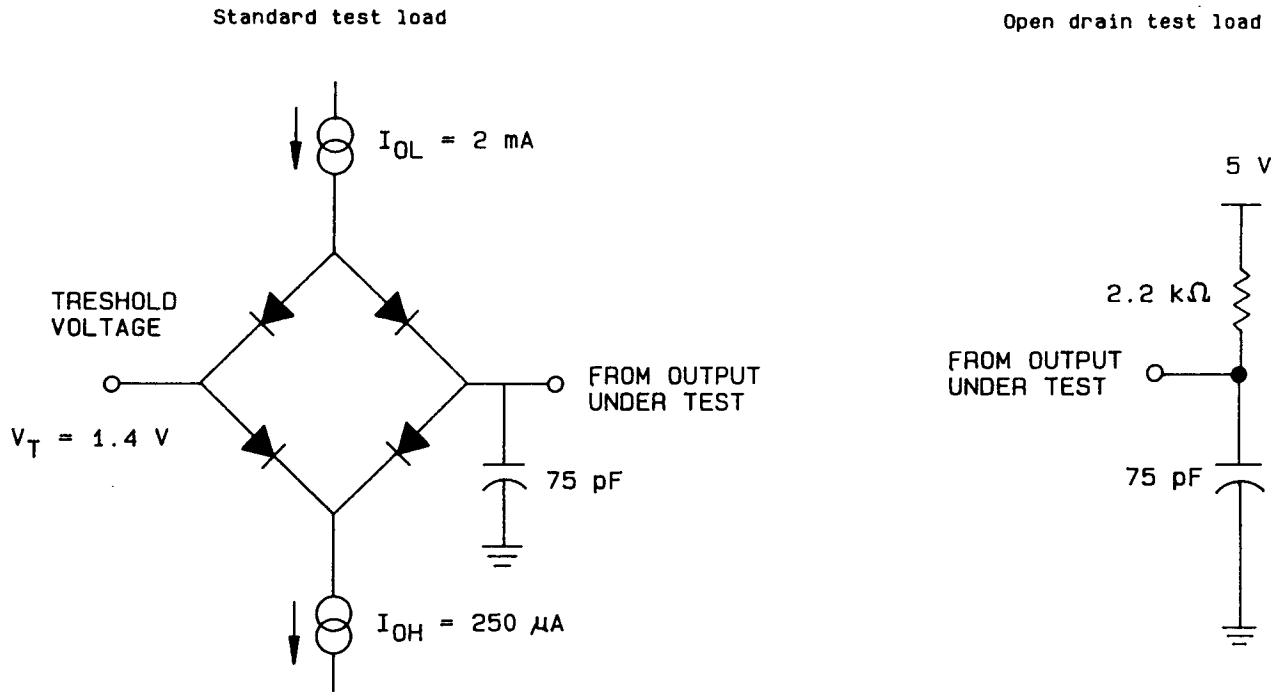 Standard test load
Open drain test load
I_OL = 2 mA
5 V
TRESHOLD
VOLTAGE
2.2 kΩ
FROM OUTPUT
UNDER TEST
FROM OUTPUT
UNDER TEST
V_T = 1.4 V
75 pF
75 pF
I_OH = 250 μA